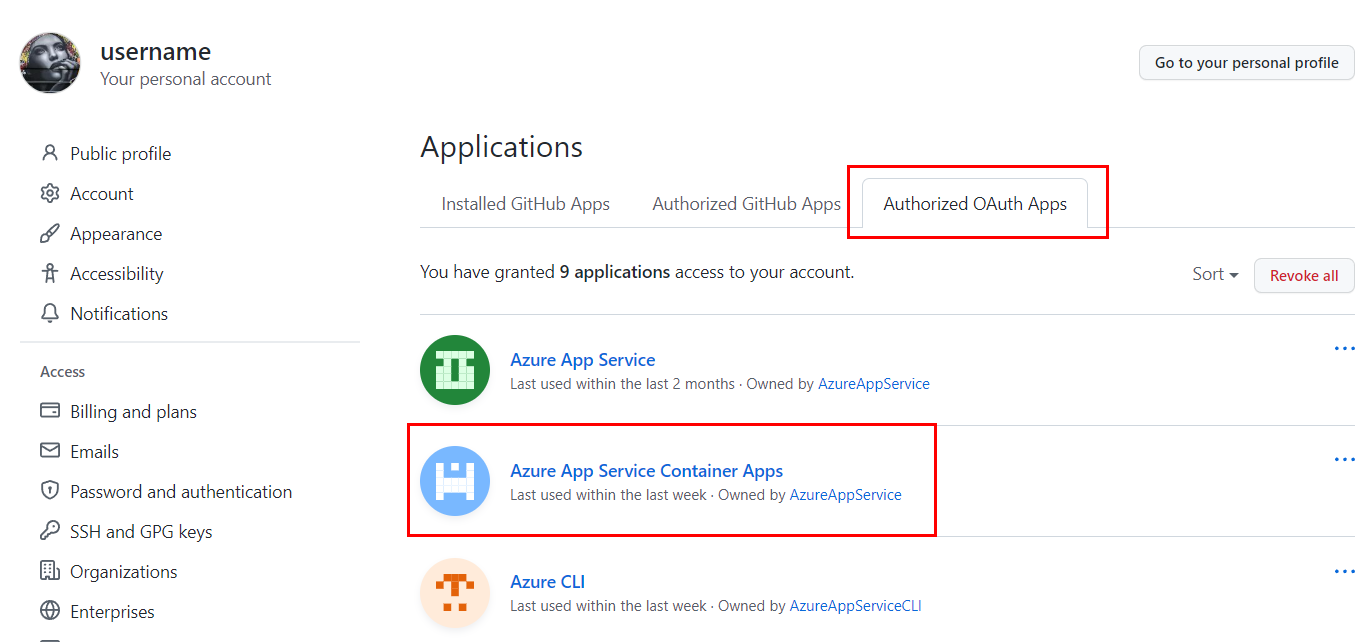 username
Your personal account
Go to your personal profile
Public profile
Account
Appearance
Accessibility
Notifications
Access
Billing and plans
Emails
Password and authentication
SSH and GPG keys
Organizations
Enterprises
Applications
Installed GitHub Apps
Authorized GitHub Apps
Authorized OAuth Apps
You have granted 9 applications access to your account.
Sort
Revoke all
Azure App Service
Last used within the last 2 months · Owned by AzureAppService
Azure App Service Container Apps
Last used within the last week · Owned by AzureAppService
Azure CLI
Last used within the last week · Owned by AzureAppServiceCLI